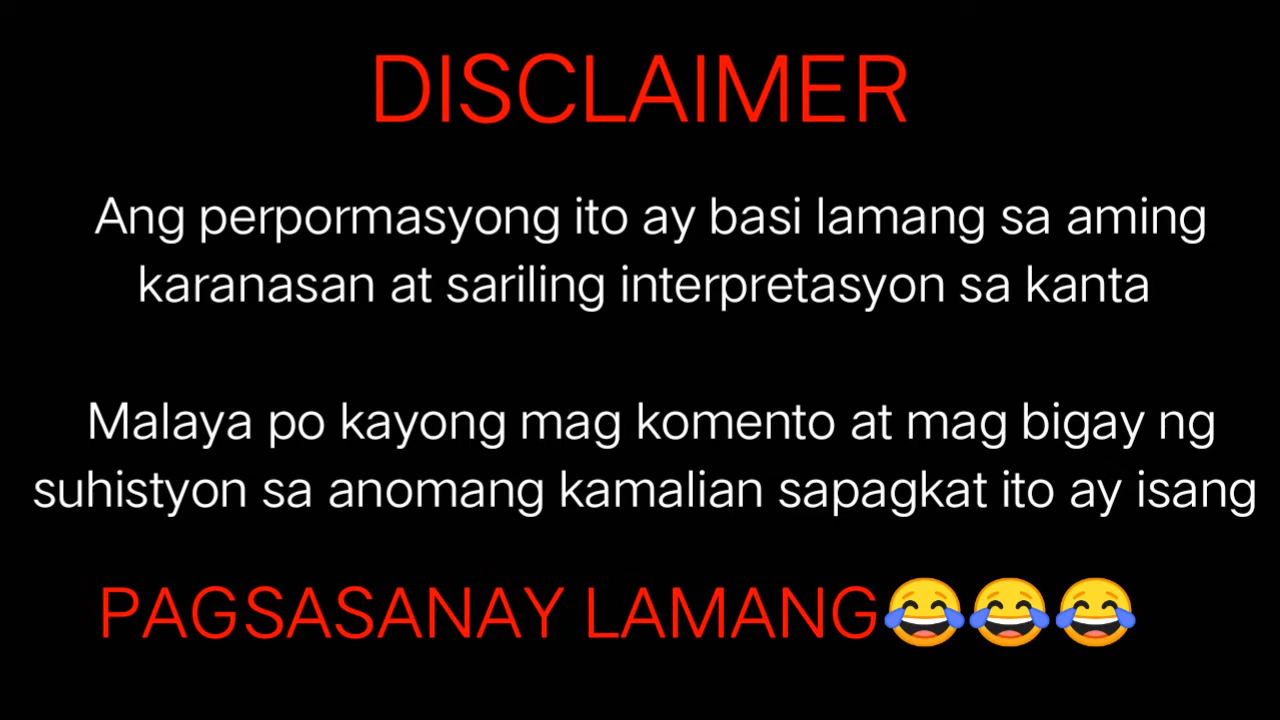 DISCLAIMER
Ang perpormasyong ito ay basi lamang sa aming
karanasan at sariling interpretasyon sa kanta
Malaya po kayong mag komento at mag bigay ng
suhistyon sa anomang kamalian sapagkat ito ay isang
PAGSASANAY LAMANG😂😂😂